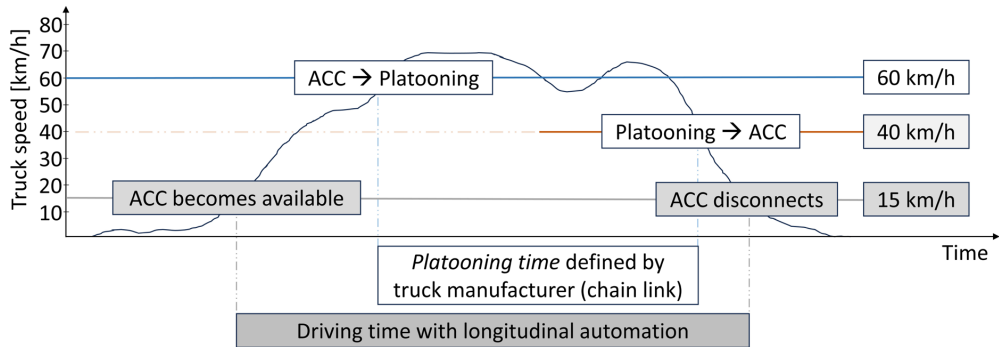 Truck speed [km/h]
80
70
60
50
40
30
20
10
ACC → Platooning
60 km/h
Platooning → ACC
40 km/h
ACC becomes available
ACC disconnects
15 km/h
Time
Platooning time defined by
truck manufacturer (chain link)
Driving time with longitudinal automation